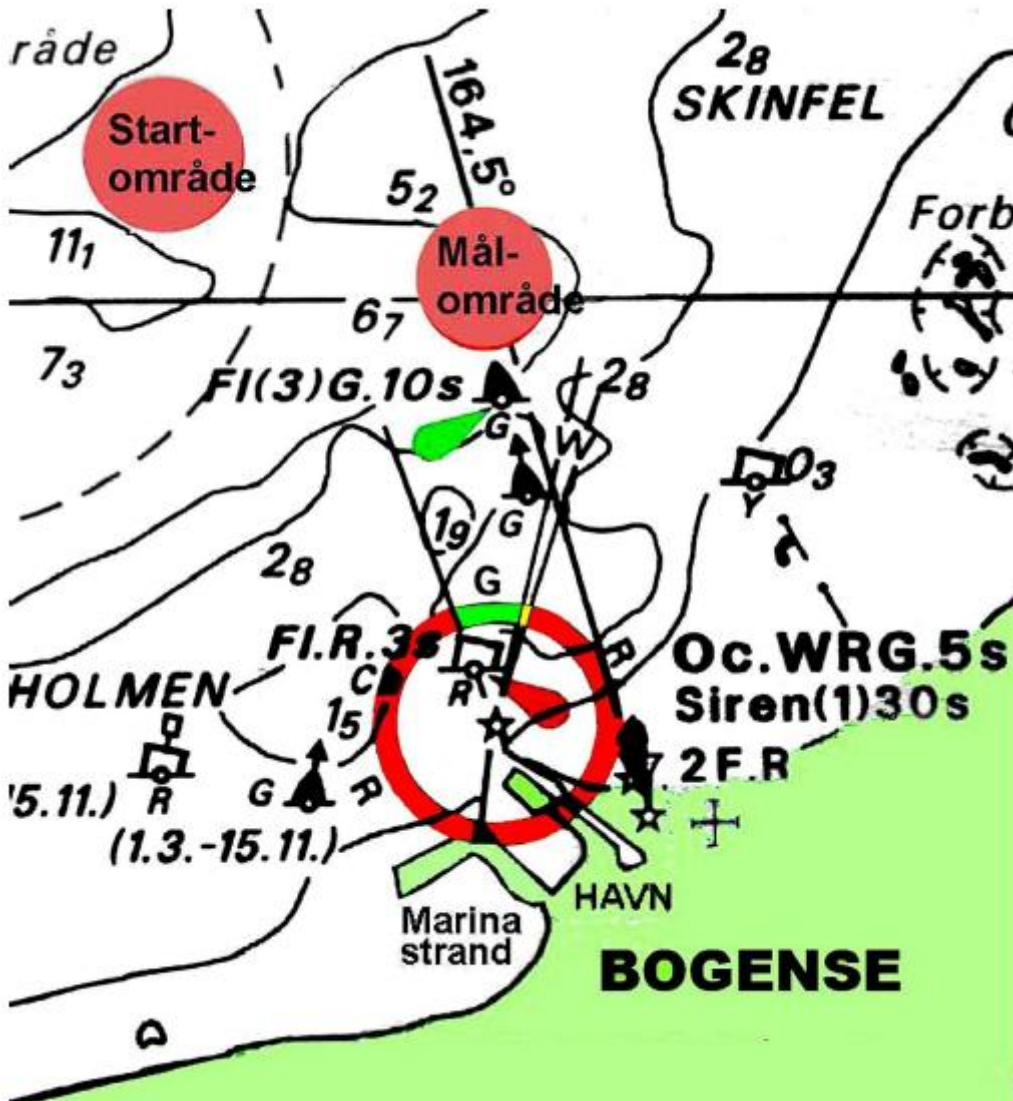 råde
Start-
område
164,5°
28
SKINFEL
52
111
Forb
Mål-
område
67
73
Fl(3)G.10s
28
G
W
03
G
Y
19
28
G
Fl.R.3s
R
Oc.WRG.5s
HOLMEN
C
R
Siren(1)30s
15
2F.R
R
G
R
15.11.)
(1.3.-15.11.)
HAVN
Marina
strand
BOGENSE